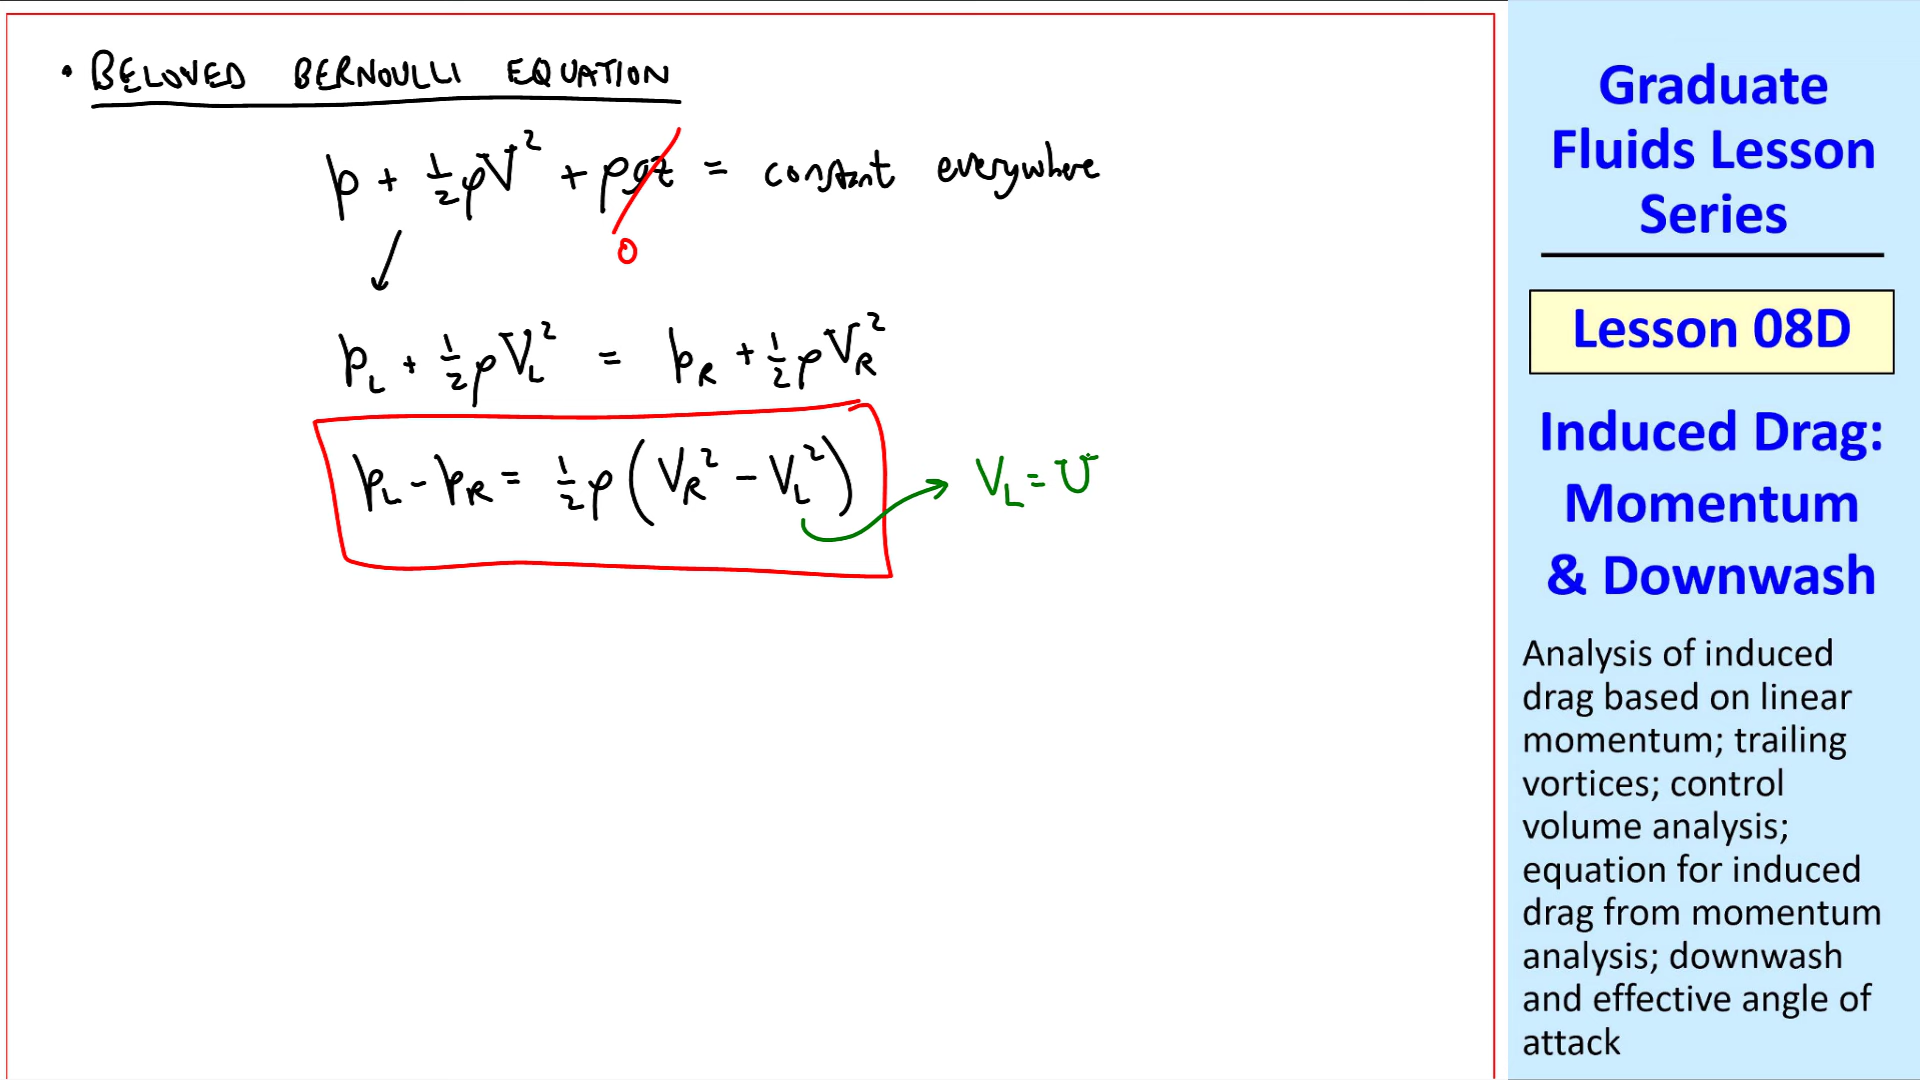 • BELOVED BERNOULLI EQUATION
p + ½ρV² + ρgz = constant everywhere
0
p_L + ½ρV_L² = p_R + ½ρV_R²
p_L - p_R = ½ρ(V_R² - V_L²) → V_L = U
Graduate
Fluids Lesson
Series
Lesson 08D
Induced Drag:
Momentum
& Downwash
Analysis of induced
drag based on linear
momentum; trailing
vortices; control
volume analysis;
equation for induced
drag from momentum
analysis; downwash
and effective angle of
attack